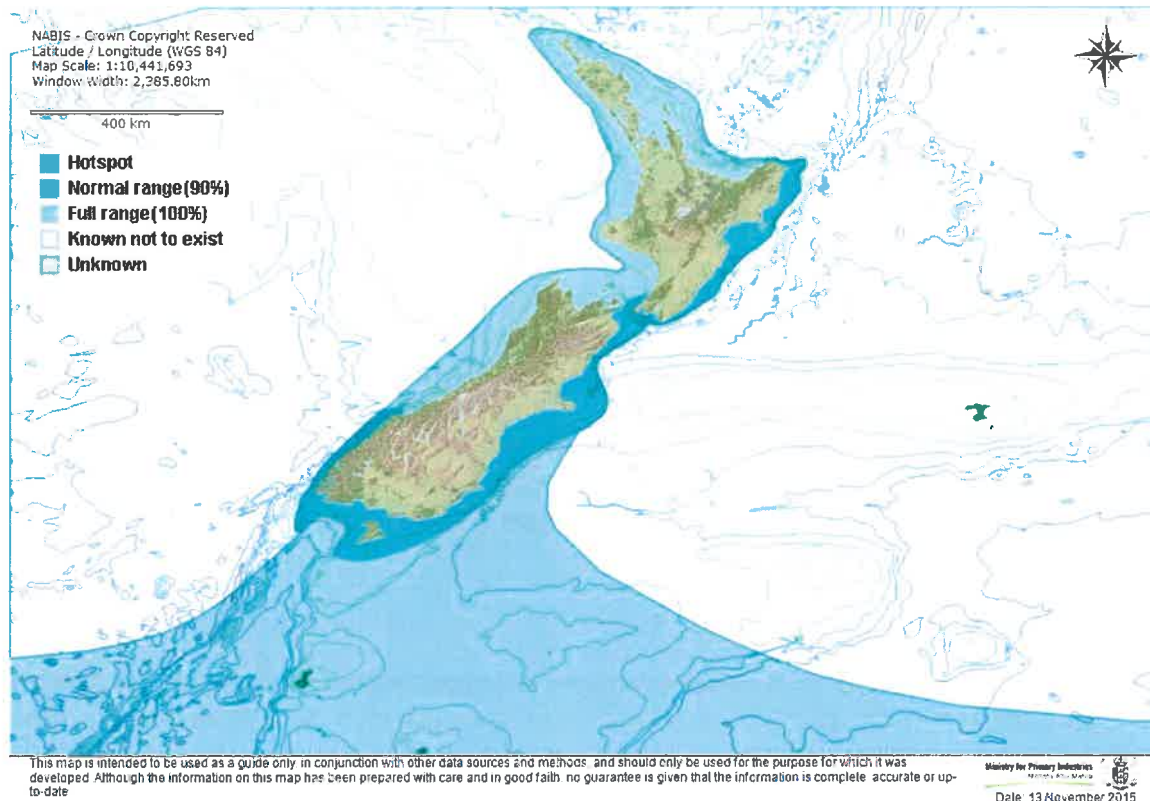 NABIS - Crown Copyright Reserved
Latitude / Longitude (WGS 84)
Map Scale: 1:10,441,693
Window Width: 2,385.80km
400 km
Hotspot
Normal range(90%)
Full range(100%)
Known not to exist
Unknown
This map is intended to be used as a guide only, in conjunction with other data sources and methods, and should only be used for the purpose for which it was
developed. Although the information on this map has been prepared with care and in good faith, no guarantee is given that the information is complete, accurate or up-
to-date
Ministry for Primary Industries
Date: 13 November 2015